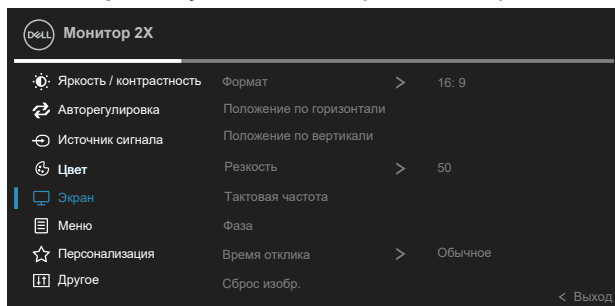 DELL Монитор 2X
Яркость / контрастность Формат > 16: 9
Авторегулировка Положение по горизонтали
Источник сигнала Положение по вертикали
Цвет Резкость > 50
Экран Тактовая частота
Меню Фаза
Персонализация Время отклика > Обычное
Другое Сброс изобр.
< Выход